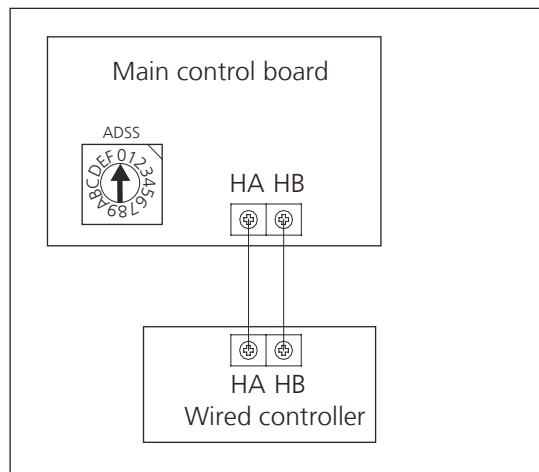 Main control board
ADSS
0123456789ABCDEF
HA HB
HA HB
Wired controller